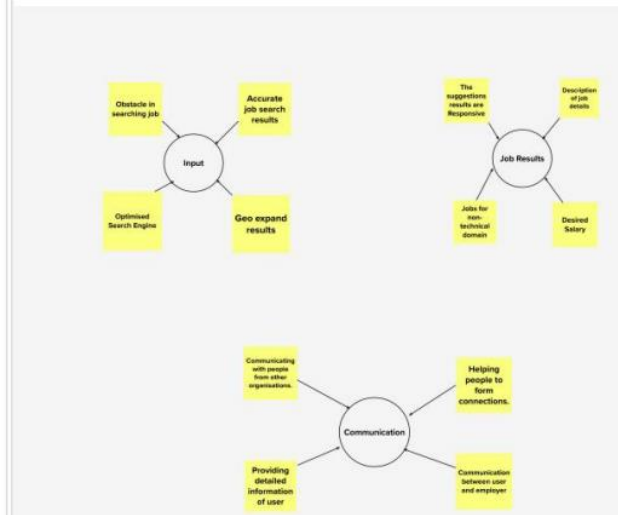 Obstacle in
searching job
Accurate
job search
results
Input
Optimised
Search Engine
Geo expand
results
The
suggestions
results are
Responsive
Description
of job
details
Job Results
Jobs for
non-
technical
domain
Desired
Salary
Communicating
with people
from other
organisations.
Helping
people to
form
connections.
Communication
Providing
detailed
information
of user
Communication
between user
and employer